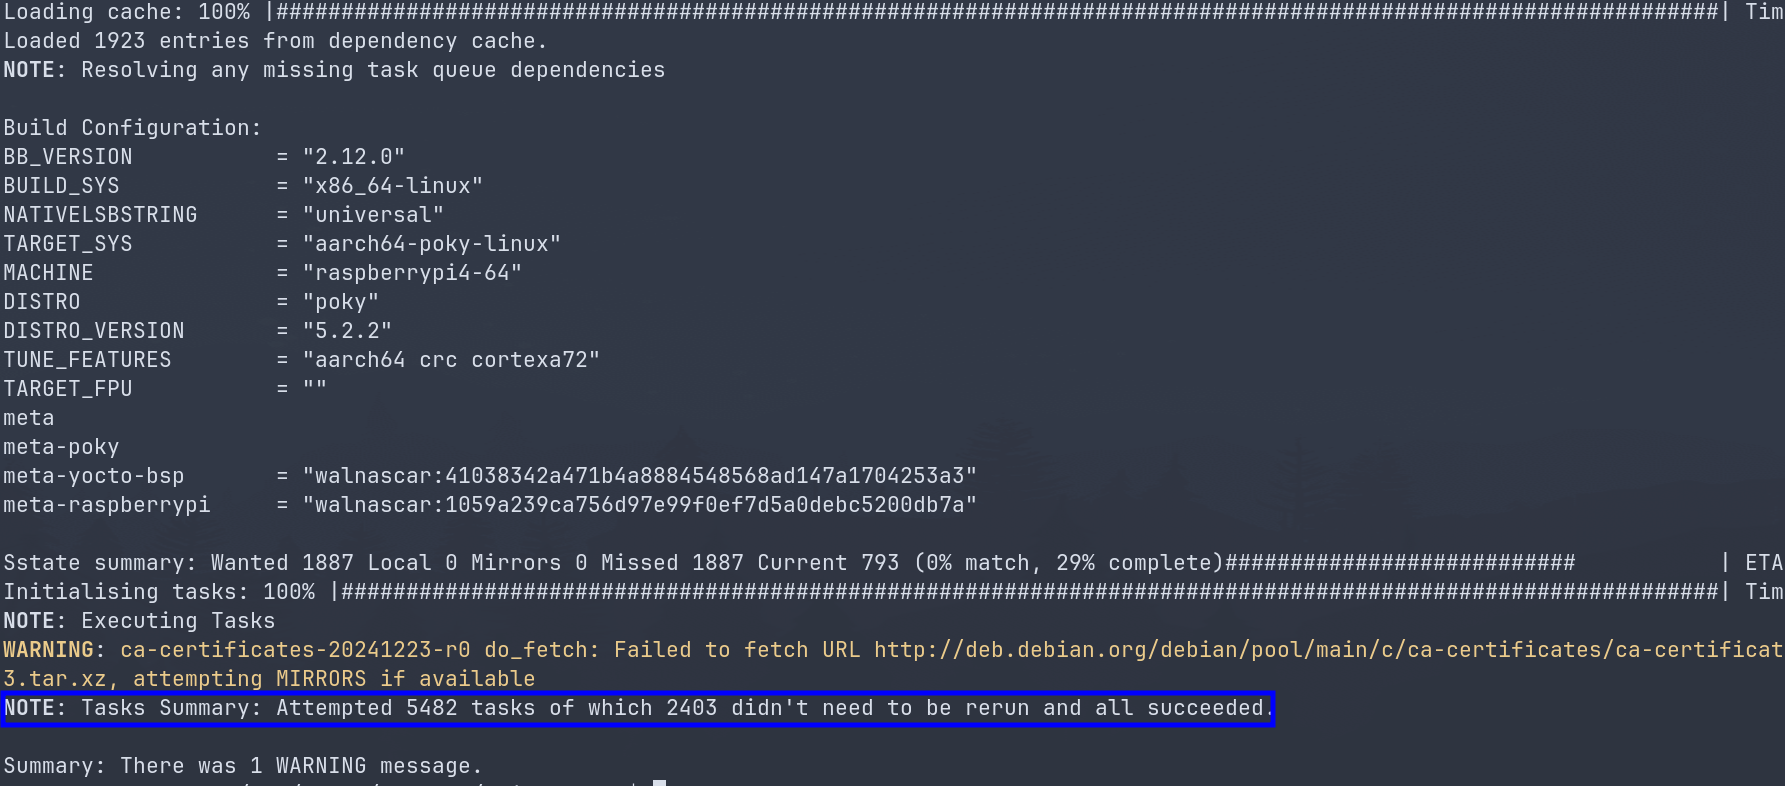 Loading cache: 100% |###############################################################################################################| Tim
Loaded 1923 entries from dependency cache.
NOTE: Resolving any missing task queue dependencies
Build Configuration:
BB_VERSION           = "2.12.0"
BUILD_SYS            = "x86_64-linux"
NATIVELSBSTRING      = "universal"
TARGET_SYS           = "aarch64-poky-linux"
MACHINE              = "raspberrypi4-64"
DISTRO               = "poky"
DISTRO_VERSION       = "5.2.2"
TUNE_FEATURES        = "aarch64 crc cortexa72"
TARGET_FPU           = ""
meta
meta-poky
meta-yocto-bsp       = "walnascar:41038342a471b4a8884548568ad147a1704253a3"
meta-raspberrypi     = "walnascar:1059a239ca756d97e99f0ef7d5a0debc5200db7a"
Sstate summary: Wanted 1887 Local 0 Mirrors 0 Missed 1887 Current 793 (0% match, 29% complete)###########################           | ETA
Initialising tasks: 100% |##########################################################################################################| Tim
NOTE: Executing Tasks
WARNING: ca-certificates-20241223-r0 do_fetch: Failed to fetch URL http://deb.debian.org/debian/pool/main/c/ca-certificates/ca-certificat
3.tar.xz, attempting MIRRORS if available
NOTE: Tasks Summary: Attempted 5482 tasks of which 2403 didn't need to be rerun and all succeeded.
Summary: There was 1 WARNING message.